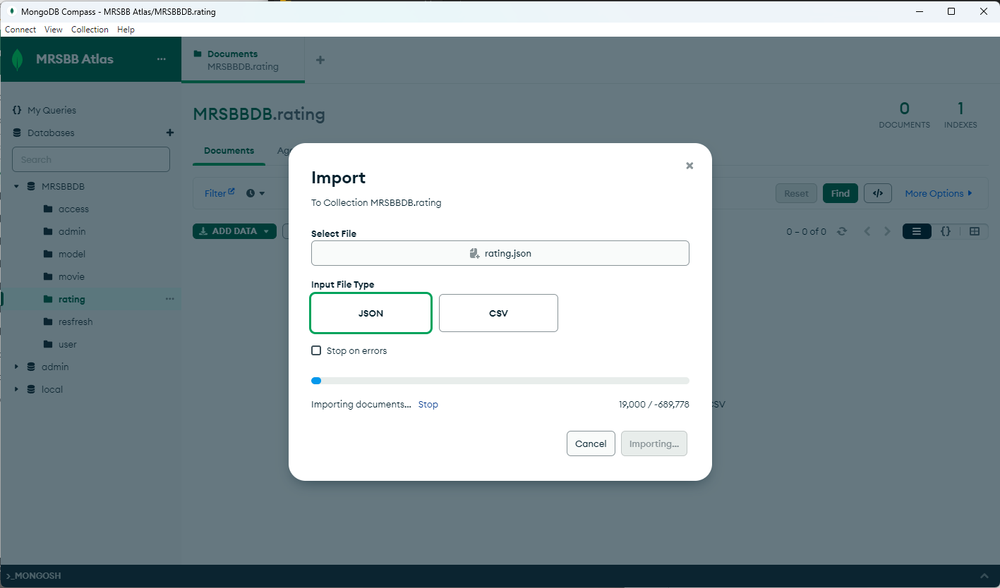 MongoDB Compass - MRSBB Atlas/MRSBBDB.rating
Connect View Collection Help
MRSBB Atlas
Documents
MRSBBDB.rating
My Queries
Databases
Search
MRSBBDB
access
admin
model
movie
rating
resfresh
user
admin
local
MRSBBDB.rating
0
DOCUMENTS
1
INDEXES
Documents
Filter
Reset
Find
</>
More Options
ADD DATA
0 – 0 of 0
{}
Import
To Collection MRSBBDB.rating
Select File
rating.json
Input File Type
JSON
CSV
Stop on errors
Importing documents... Stop
19,000 / ~689,778
Cancel
Importing...
>_MONGOSH